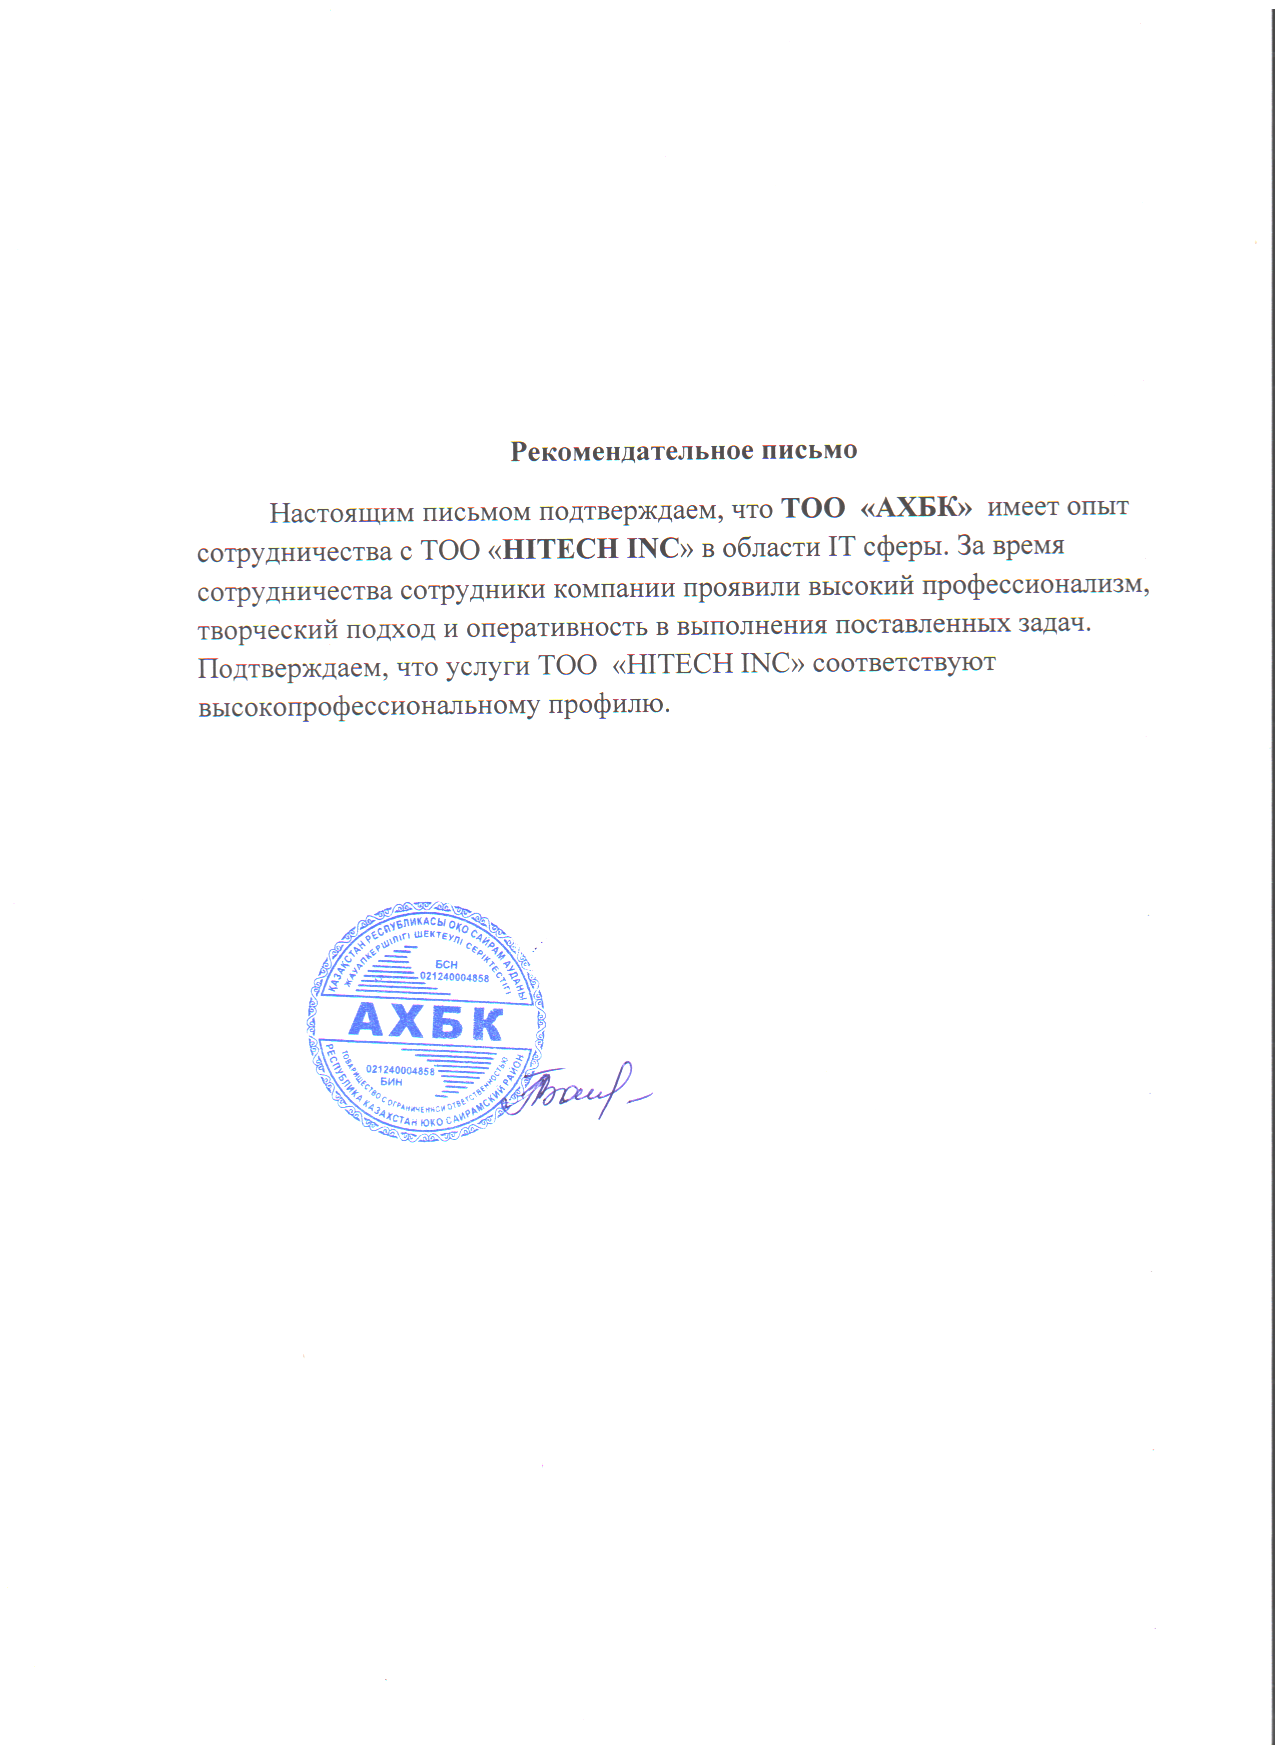 Рекомендательное письмо
Настоящим письмом подтверждаем, что ТОО «АХБК» имеет опыт
сотрудничества с ТОО «HITECH INC» в области IT сферы. За время
сотрудничества сотрудники компании проявили высокий профессионализм,
творческий подход и оперативность в выполнения поставленных задач.
Подтверждаем, что услуги ТОО «HITECH INC» соответствуют
высокопрофессиональному профилю.
ҚАЗАҚСТАН РЕСПУБЛИКАСЫ ОҚО САЙРАМ АУДАНЫ
ЖАУАПКЕРШІЛІГІ ШЕКТЕУЛІ СЕРІКТЕСТІГІ
БСН
021240004858
АХБК
021240004858
БИН
ТОВАРИЩЕСТВО С ОГРАНИЧЕННОЙ ОТВЕТСТВЕННОСТЬЮ
РЕСПУБЛИКА КАЗАХСТАН ЮКО САЙРАМСКИЙ РАЙОН